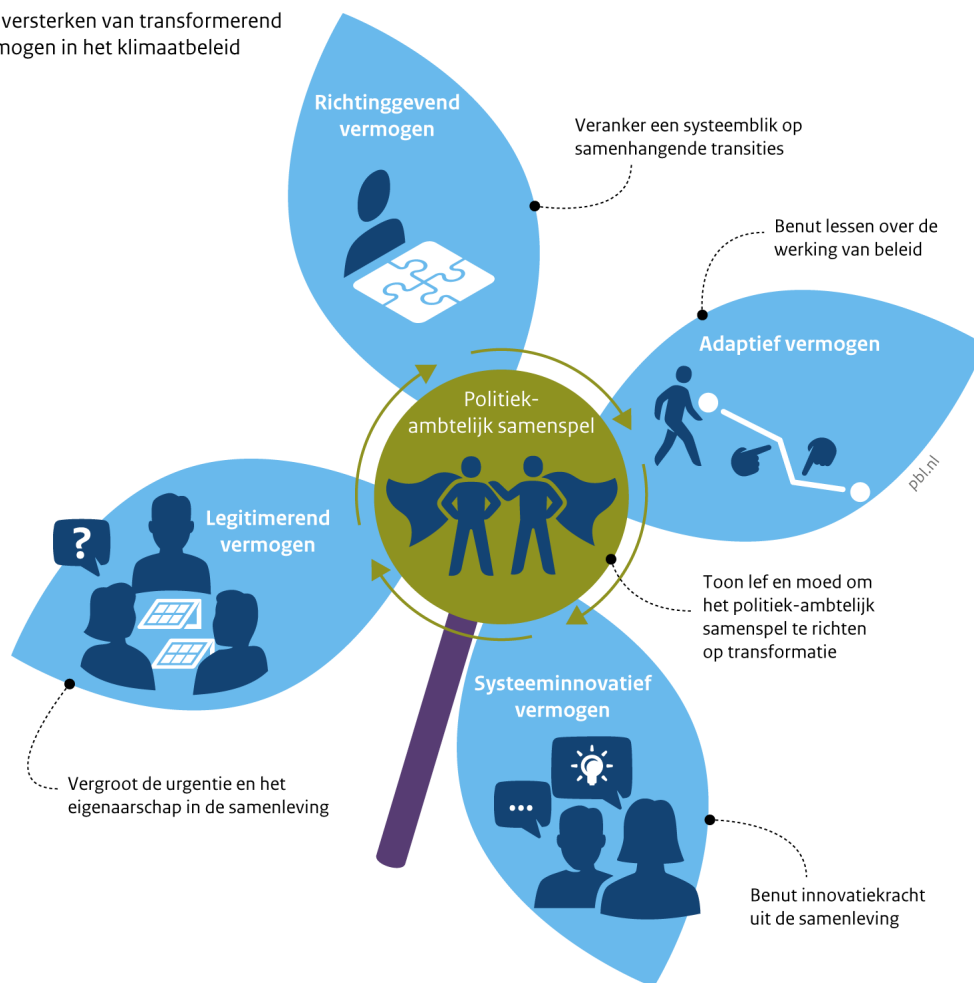 versterken van transformerend
mogen in het klimaatbeleid
Richtinggevend
vermogen
Veranker een systeemblik op
samenhangende transities
Benut lessen over de
werking van beleid
Adaptief vermogen
pbl.nl
Politiek-
ambtelijk samenspel
Legitimerend
vermogen
?
Toon lef en moed om
het politiek-ambtelijk
samenspel te richten
op transformatie
Systeeminnovatief
vermogen
...
Vergroot de urgentie en het
eigenaarschap in de samenleving
Benut innovatiekracht
uit de samenleving